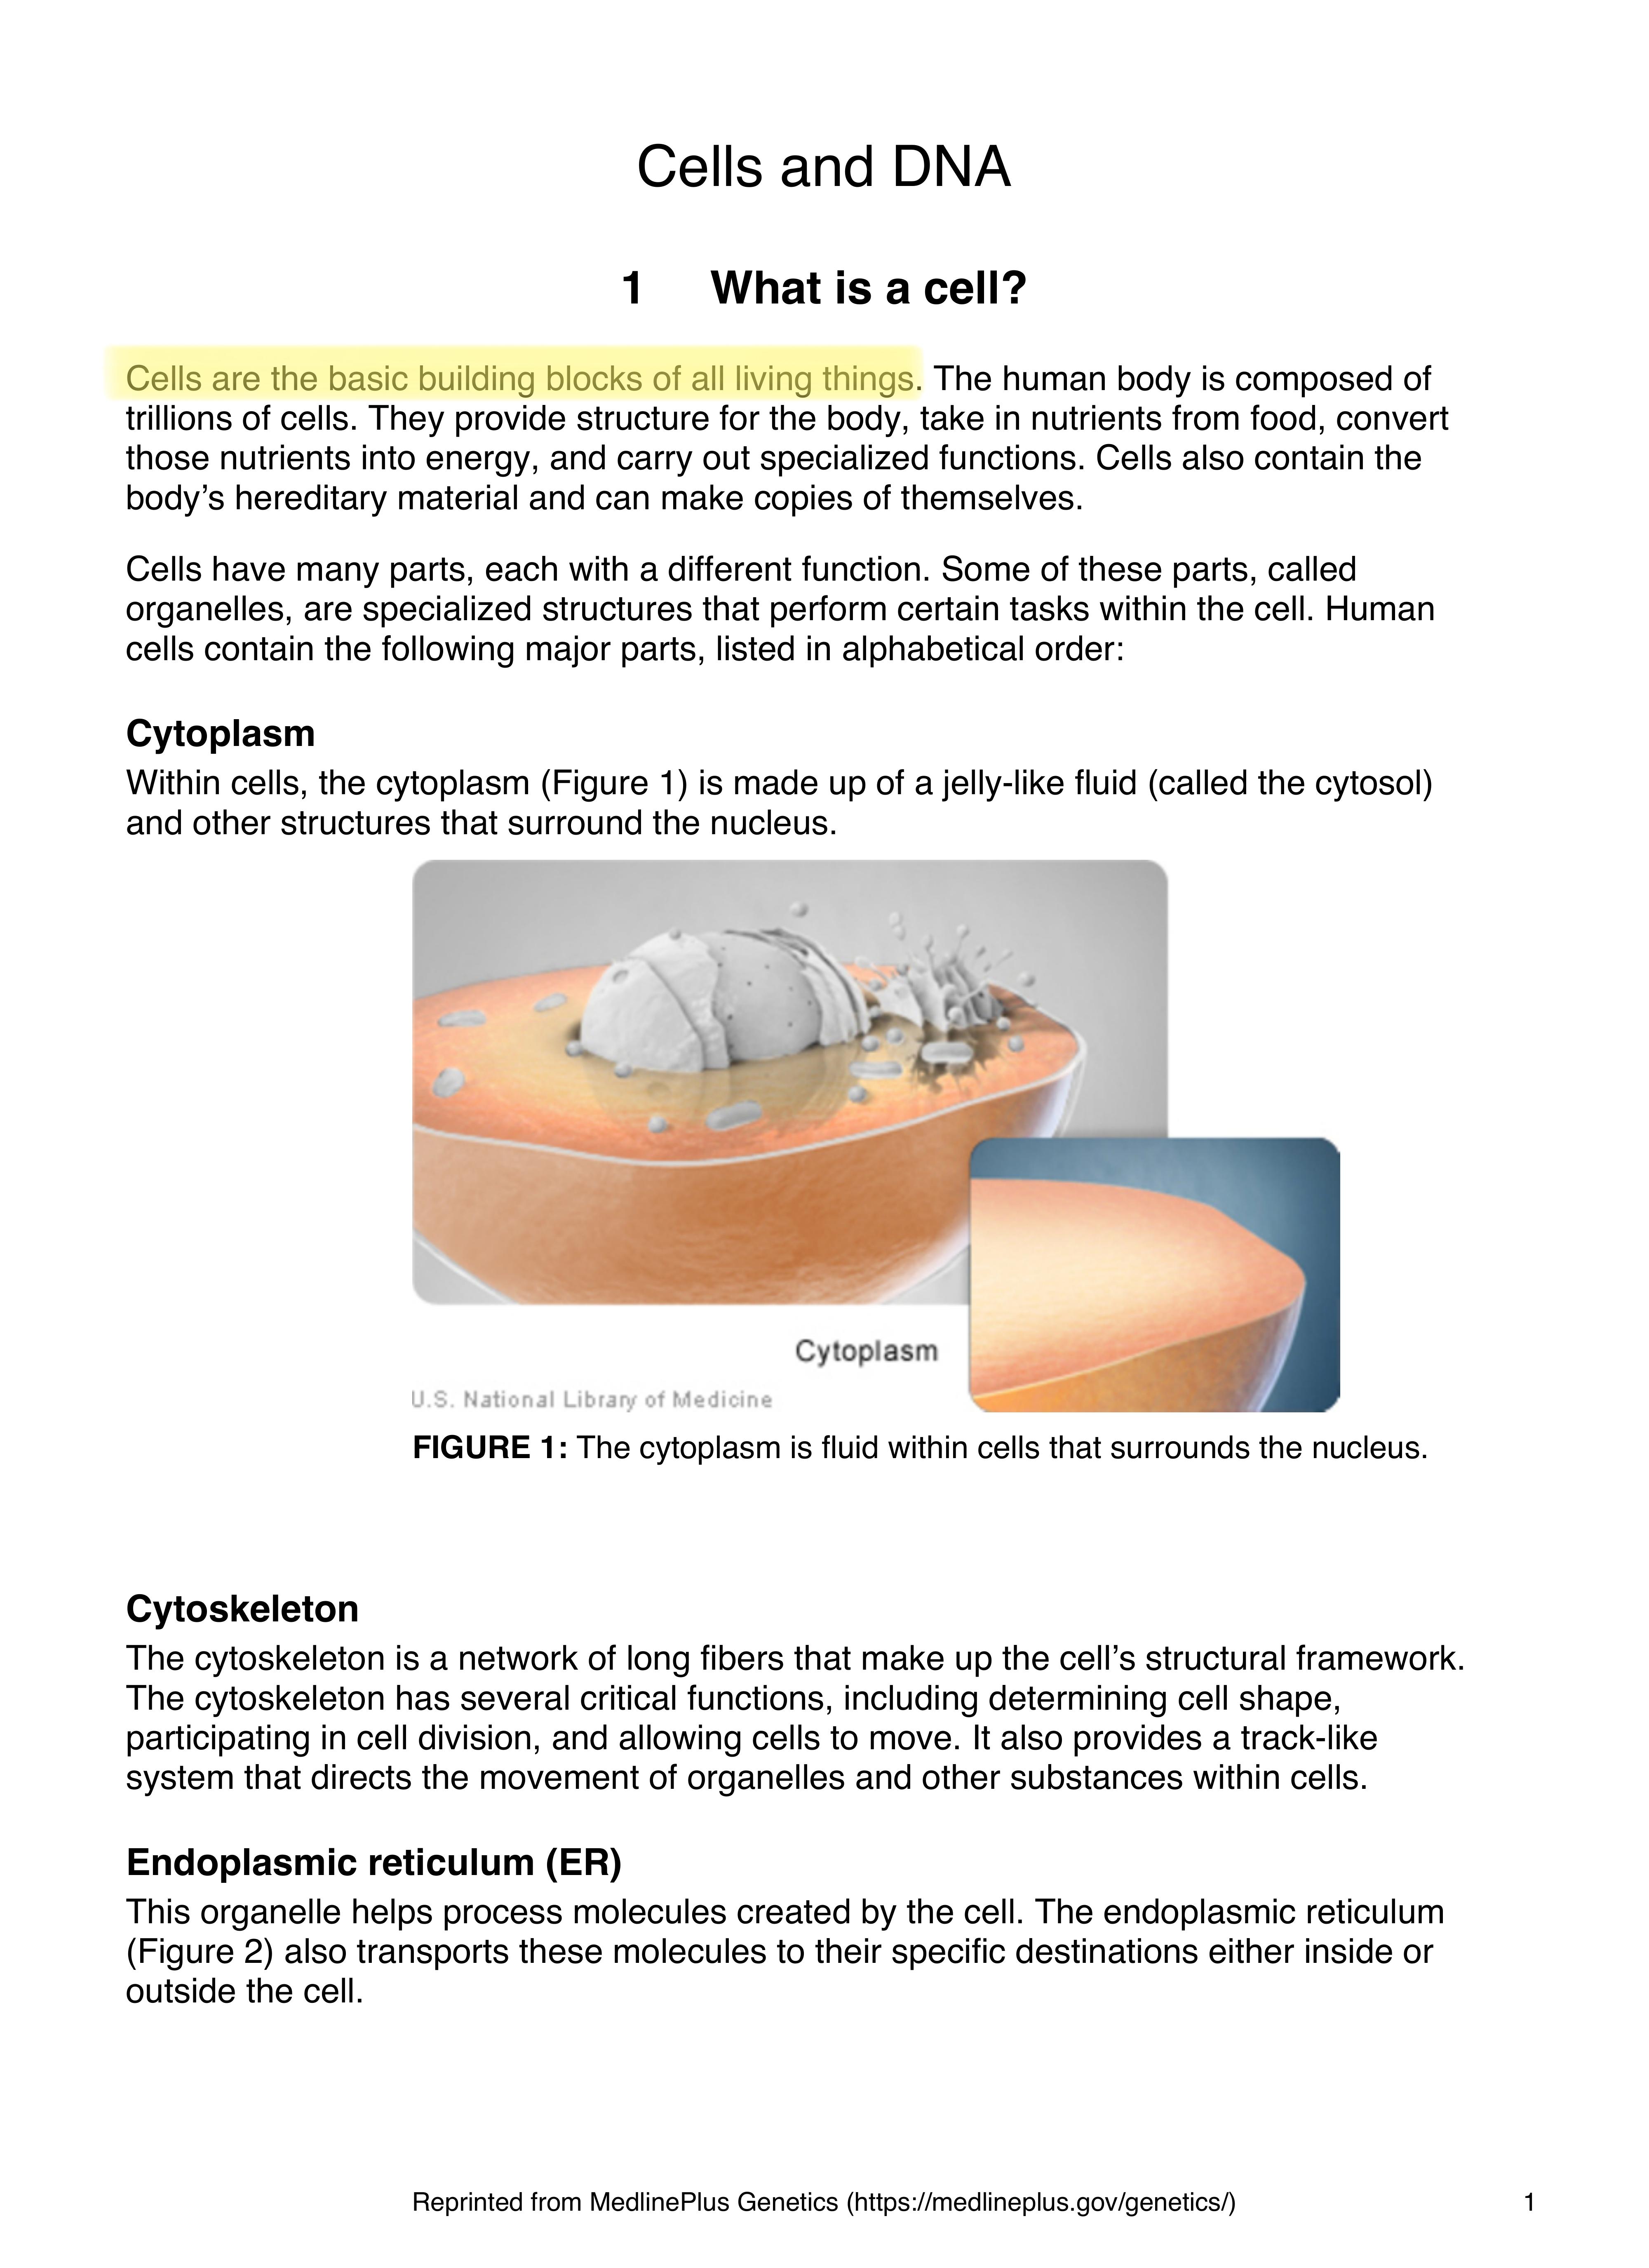 Cells and DNA
1 What is a cell?
Cells are the basic building blocks of all living things. The human body is composed of
trillions of cells. They provide structure for the body, take in nutrients from food, convert
those nutrients into energy, and carry out specialized functions. Cells also contain the
body’s hereditary material and can make copies of themselves.
Cells have many parts, each with a different function. Some of these parts, called
organelles, are specialized structures that perform certain tasks within the cell. Human
cells contain the following major parts, listed in alphabetical order:
Cytoplasm
Within cells, the cytoplasm (Figure 1) is made up of a jelly-like fluid (called the cytosol)
and other structures that surround the nucleus.
Cytoplasm
U.S. National Library of Medicine
FIGURE 1: The cytoplasm is fluid within cells that surrounds the nucleus.
Cytoskeleton
The cytoskeleton is a network of long fibers that make up the cell’s structural framework.
The cytoskeleton has several critical functions, including determining cell shape,
participating in cell division, and allowing cells to move. It also provides a track-like
system that directs the movement of organelles and other substances within cells.
Endoplasmic reticulum (ER)
This organelle helps process molecules created by the cell. The endoplasmic reticulum
(Figure 2) also transports these molecules to their specific destinations either inside or
outside the cell.
Reprinted from MedlinePlus Genetics (https://medlineplus.gov/genetics/) 1